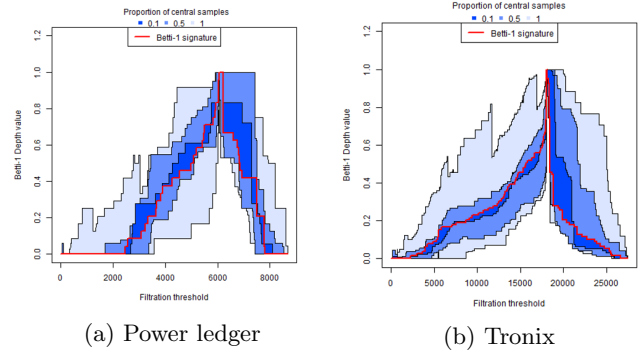 Proportion of central samples
0.1 0.5 1
Betti-1 signature
Betti-1 Depth value
0.0 0.2 0.4 0.6 0.8 1.0 1.2
0 2000 4000 6000 8000
Filtration threshold
(a) Power ledger
Proportion of central samples
0.1 0.5 1
Betti-1 signature
Betti-1 Depth value
0.0 0.2 0.4 0.6 0.8 1.0 1.2
0 5000 10000 15000 20000 25000
Filtration threshold
(b) Tronix